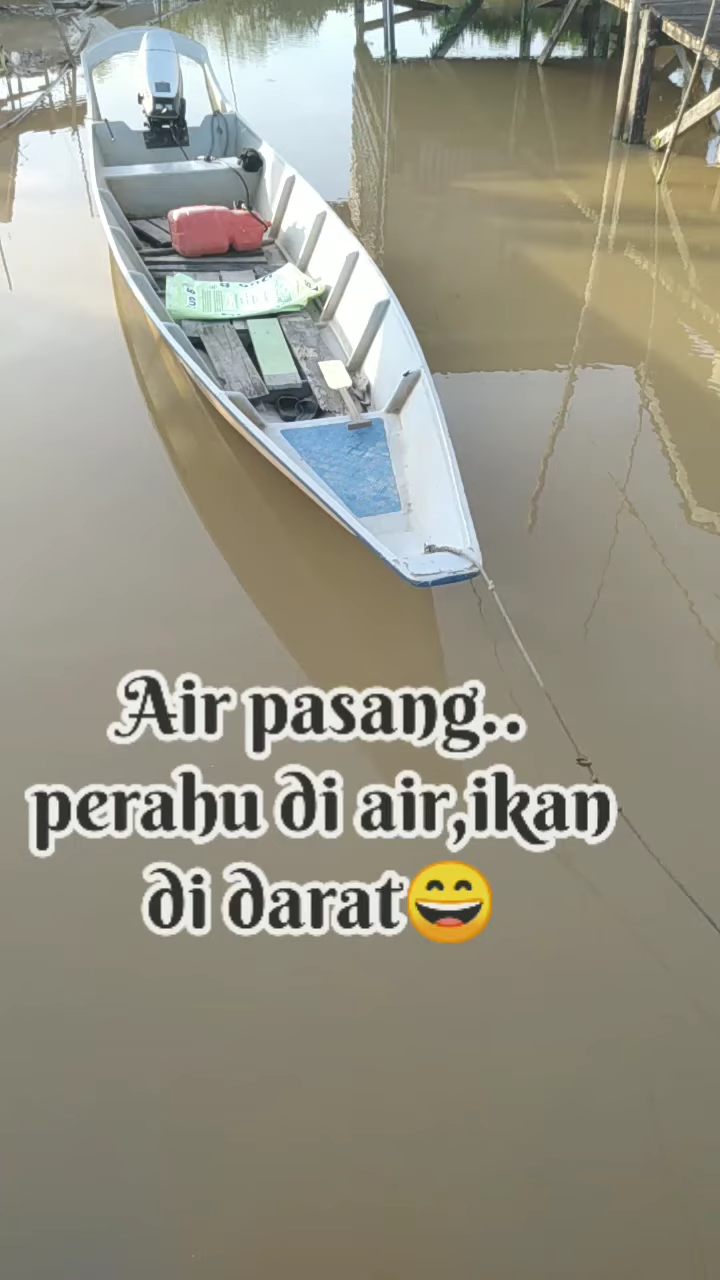 Air pasang..
perahu di air,ikan
di darat😄